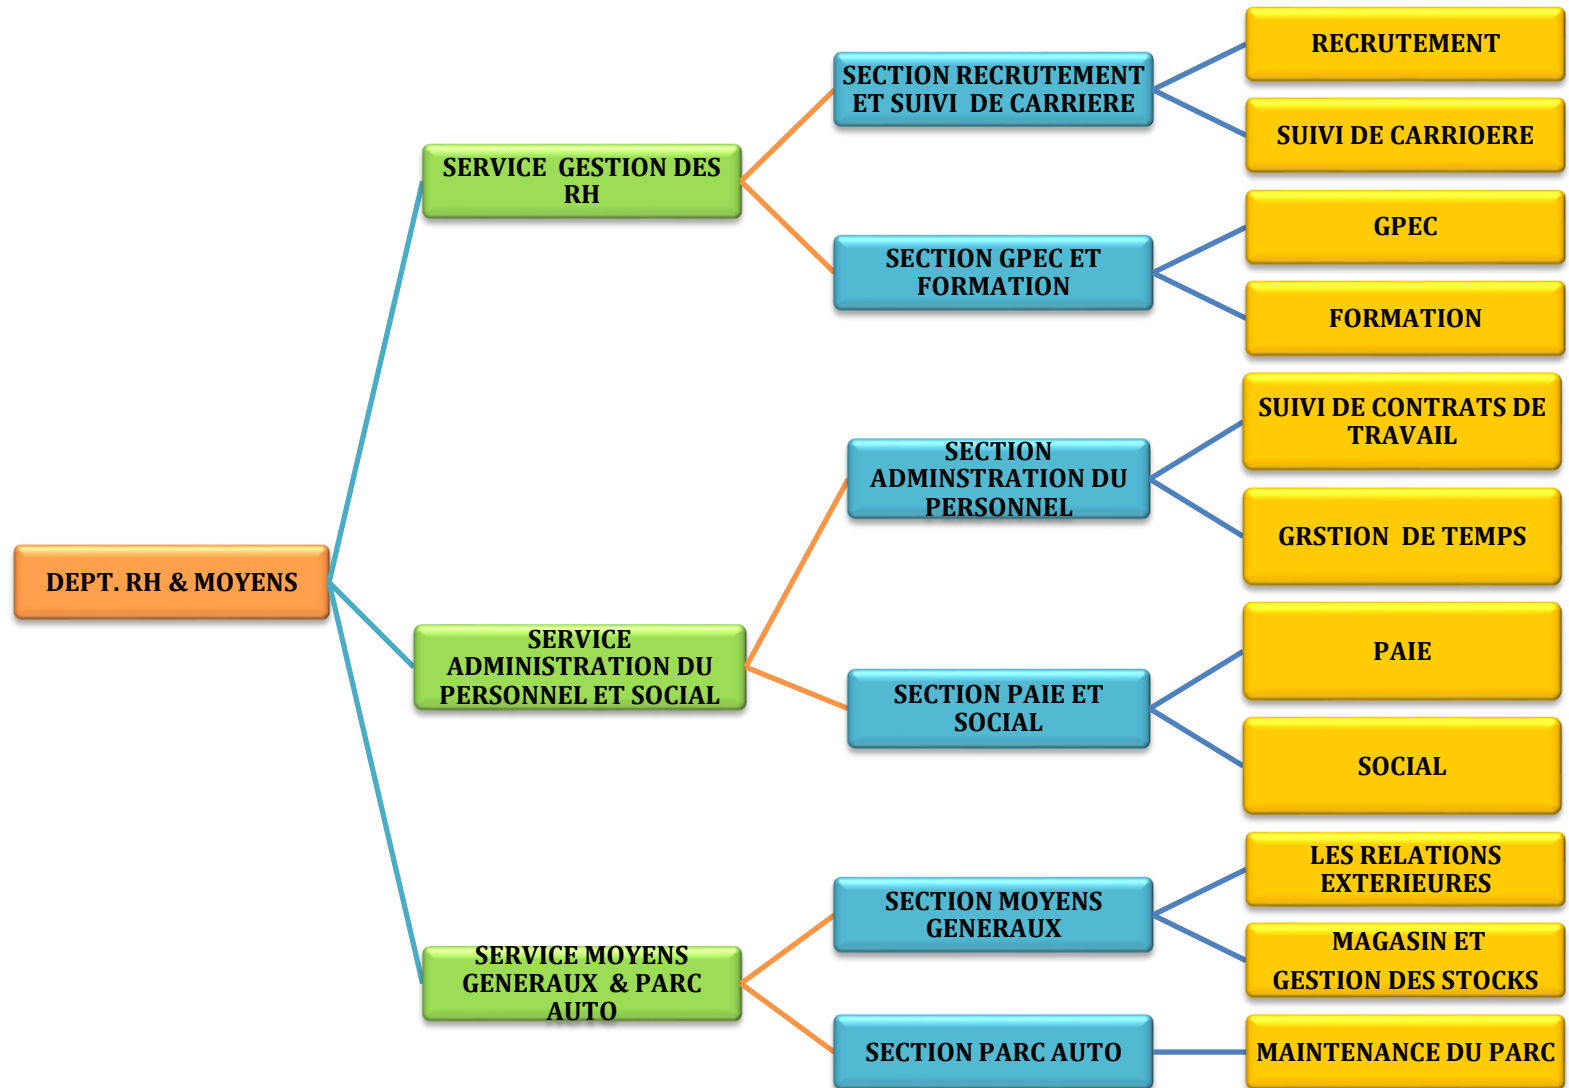 DEPT. RH & MOYENS
SERVICE GESTION DES
RH
SECTION RECRUTEMENT
ET SUIVI DE CARRIERE
RECRUTEMENT
SUIVI DE CARRIOERE
SECTION GPEC ET
FORMATION
GPEC
FORMATION
SERVICE
ADMINISTRATION DU
PERSONNEL ET SOCIAL
SECTION
ADMINSTRATION DU
PERSONNEL
SUIVI DE CONTRATS DE
TRAVAIL
GRSTION DE TEMPS
SECTION PAIE ET
SOCIAL
PAIE
SOCIAL
SERVICE MOYENS
GENERAUX & PARC
AUTO
SECTION MOYENS
GENERAUX
LES RELATIONS
EXTERIEURES
MAGASIN ET
GESTION DES STOCKS
SECTION PARC AUTO
MAINTENANCE DU PARC